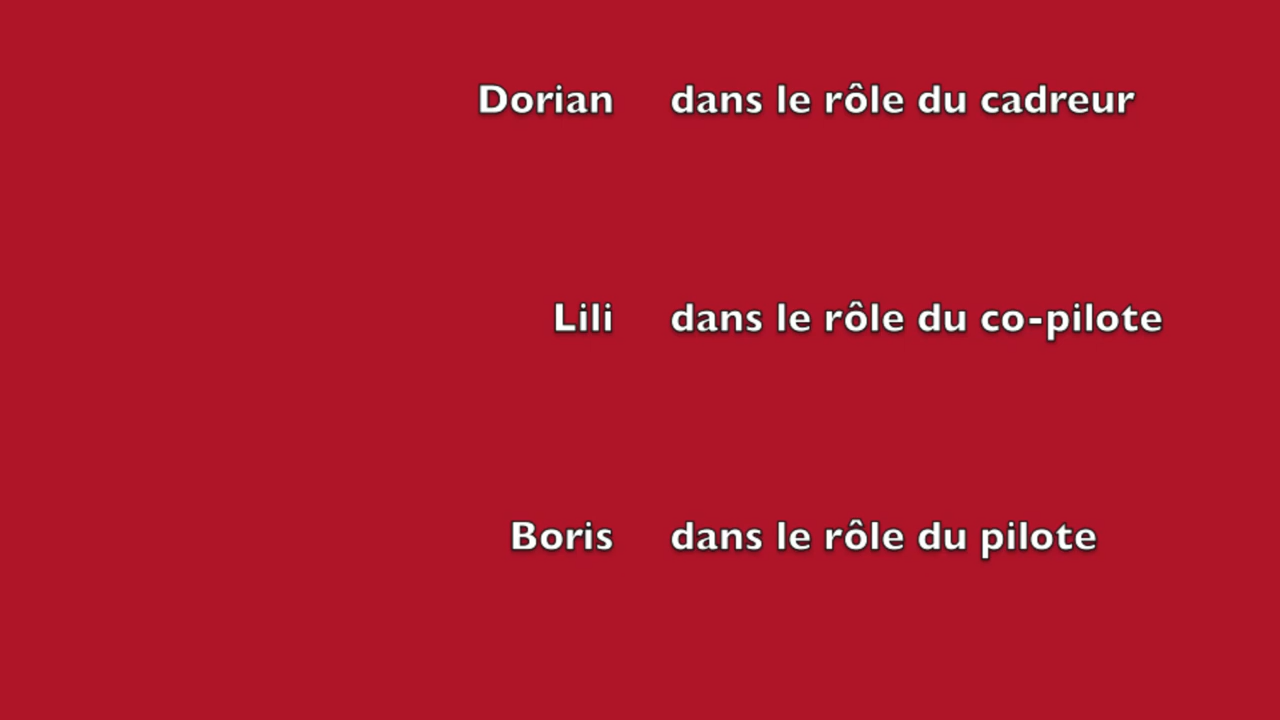 Dorian dans le rôle du cadreur
Lili dans le rôle du co-pilote
Boris dans le rôle du pilote